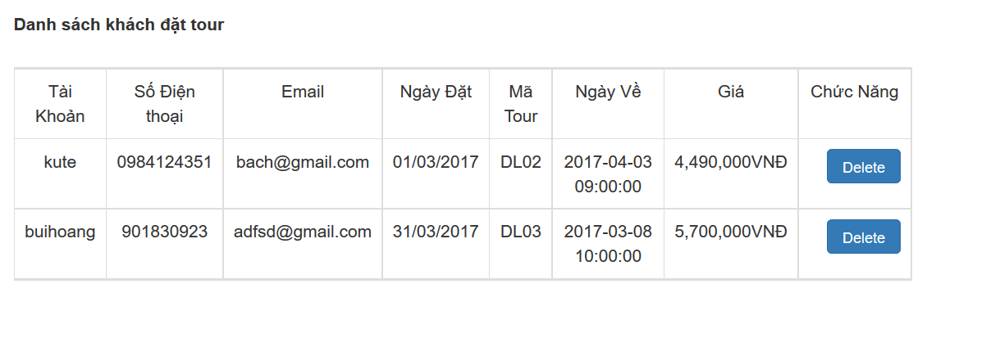 Danh sách khách đặt tour
Tài Khoản Số Điện thoại Email Ngày Đặt Mã Tour Ngày Về Giá Chức Năng
kute 0984124351 bach@gmail.com 01/03/2017 DL02 2017-04-03 09:00:00 4,490,000VNĐ Delete
buihoang 901830923 adfsd@gmail.com 31/03/2017 DL03 2017-03-08 10:00:00 5,700,000VNĐ Delete